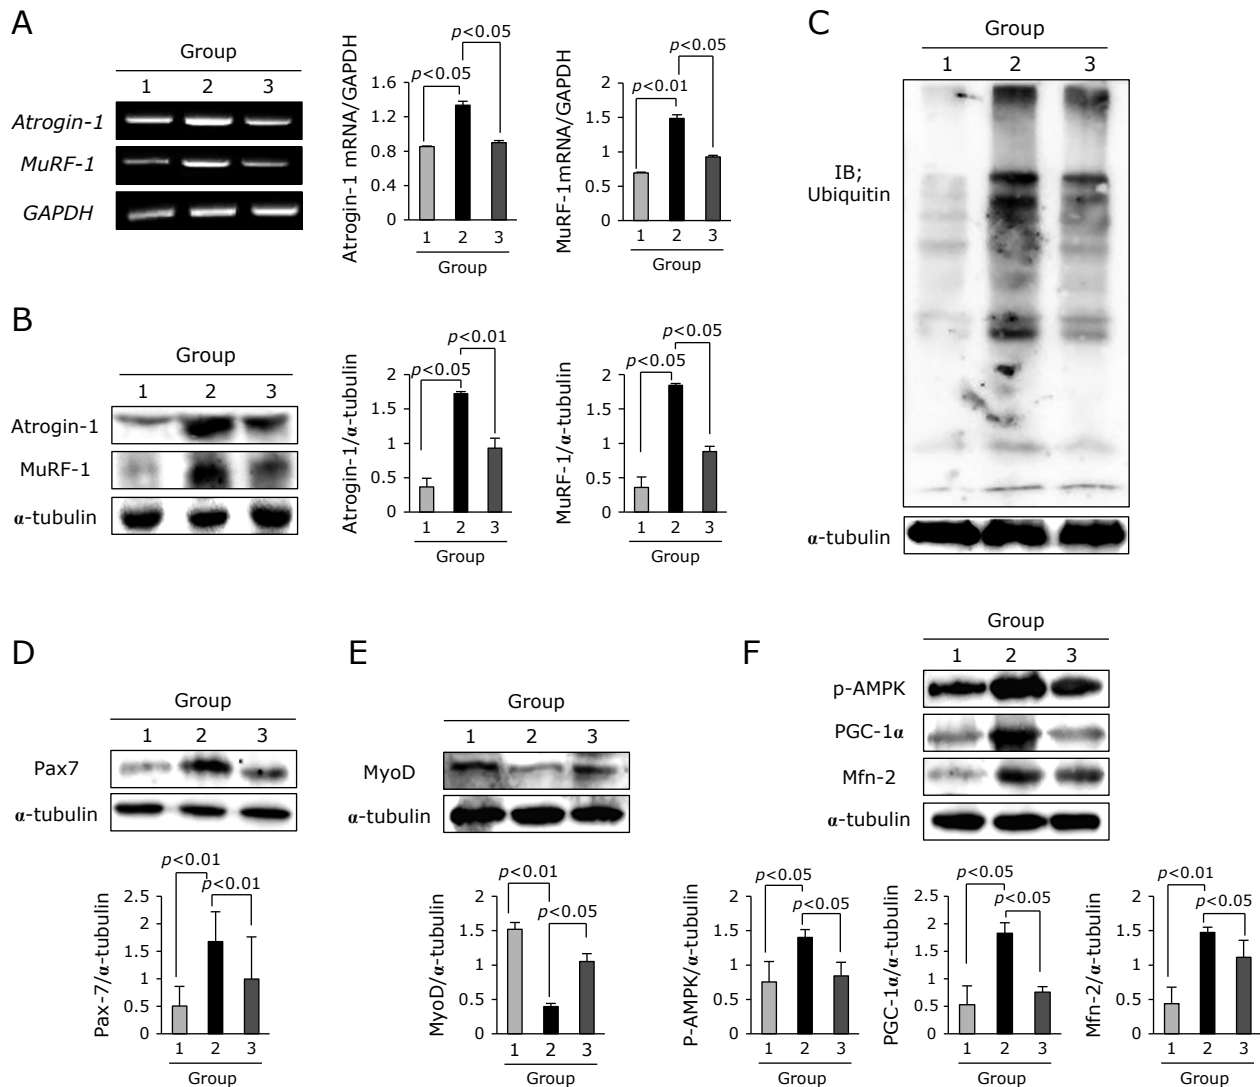 A
Group
1 2 3
Atrogin-1
MuRF-1
GAPDH
Atrogin-1 mRNA/GAPDH
1.6
1.2
0.8
0.4
0
p<0.05
p<0.05
1 2 3
Group
MuRF-1mRNA/GAPDH
2
1.5
1
0.5
0
p<0.01
p<0.05
1 2 3
Group
B
Group
1 2 3
Atrogin-1
MuRF-1
α-tubulin
Atrogin-1/α-tubulin
2
1.5
1
0.5
0
p<0.05
p<0.01
1 2 3
Group
MuRF-1/α-tubulin
2
1.5
1
0.5
0
p<0.05
p<0.05
1 2 3
Group
C
Group
1 2 3
IB;
Ubiquitin
α-tubulin
D
Group
1 2 3
Pax7
α-tubulin
Pax-7/α-tubulin
2.5
2
1.5
1
0.5
0
p<0.01
p<0.01
1 2 3
Group
E
Group
1 2 3
MyoD
α-tubulin
MyoD/α-tubulin
2
1.5
1
0.5
0
p<0.01
p<0.05
1 2 3
Group
F
Group
1 2 3
p-AMPK
PGC-1α
Mfn-2
α-tubulin
P-AMPK/α-tubulin
2
1.5
1
0.5
0
p<0.05
p<0.05
1 2 3
Group
PGC-1α/α-tubulin
2.5
2
1.5
1
0.5
0
p<0.05
p<0.05
1 2 3
Group
Mfn-2/α-tubulin
2
1.5
1
0.5
0
p<0.01
p<0.05
1 2 3
Group